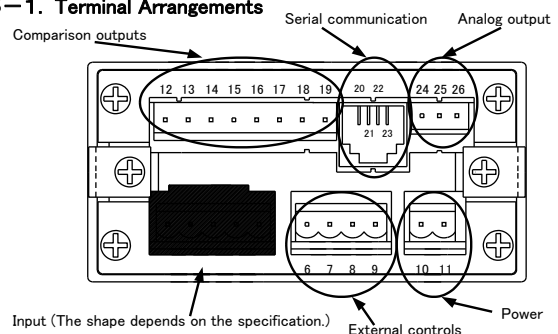 －1. Terminal Arrangements
Serial communication
Analog output
Comparison outputs
12 13 14 15 16 17 18 19 20 22 24 25 26
21 23
6 7 8 9 10 11
Input (The shape depends on the specification.)
Power
External controls